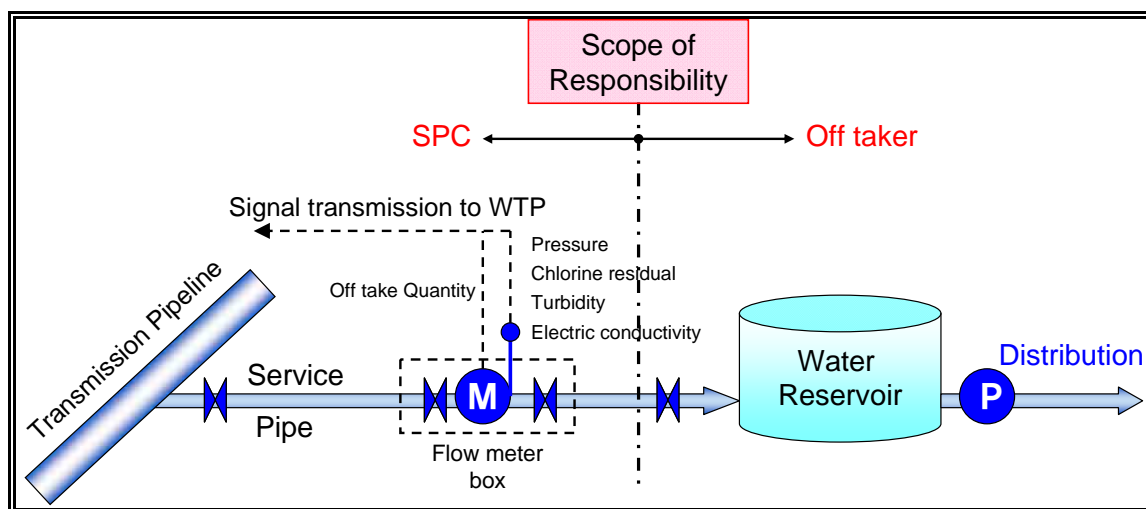 Scope of
Responsibility
SPC
Off taker
Signal transmission to WTP
Pressure
Chlorine residual
Turbidity
Electric conductivity
Off take Quantity
Transmission Pipeline
Service
Pipe
M
Flow meter
box
Water
Reservoir
P
Distribution